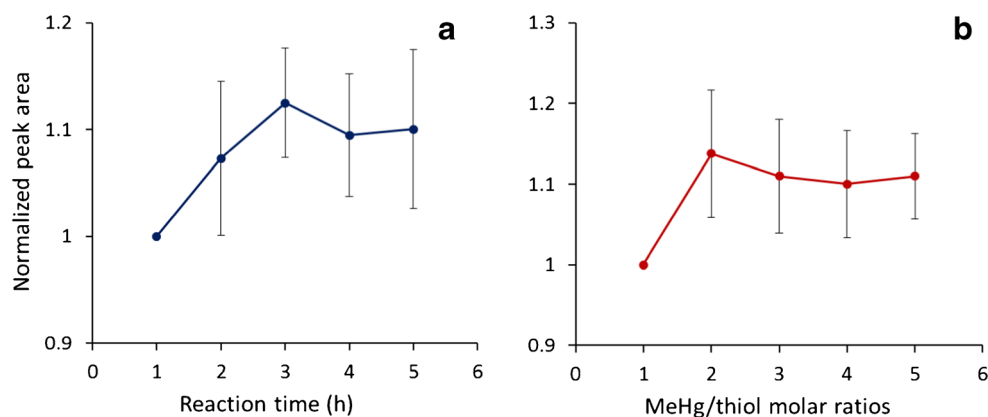 a
1.2
1.1
1
0.9
Normalized peak area
0 1 2 3 4 5 6
Reaction time (h)
b
1.3
1.2
1.1
1
0.9
0 1 2 3 4 5 6
MeHg/thiol molar ratios